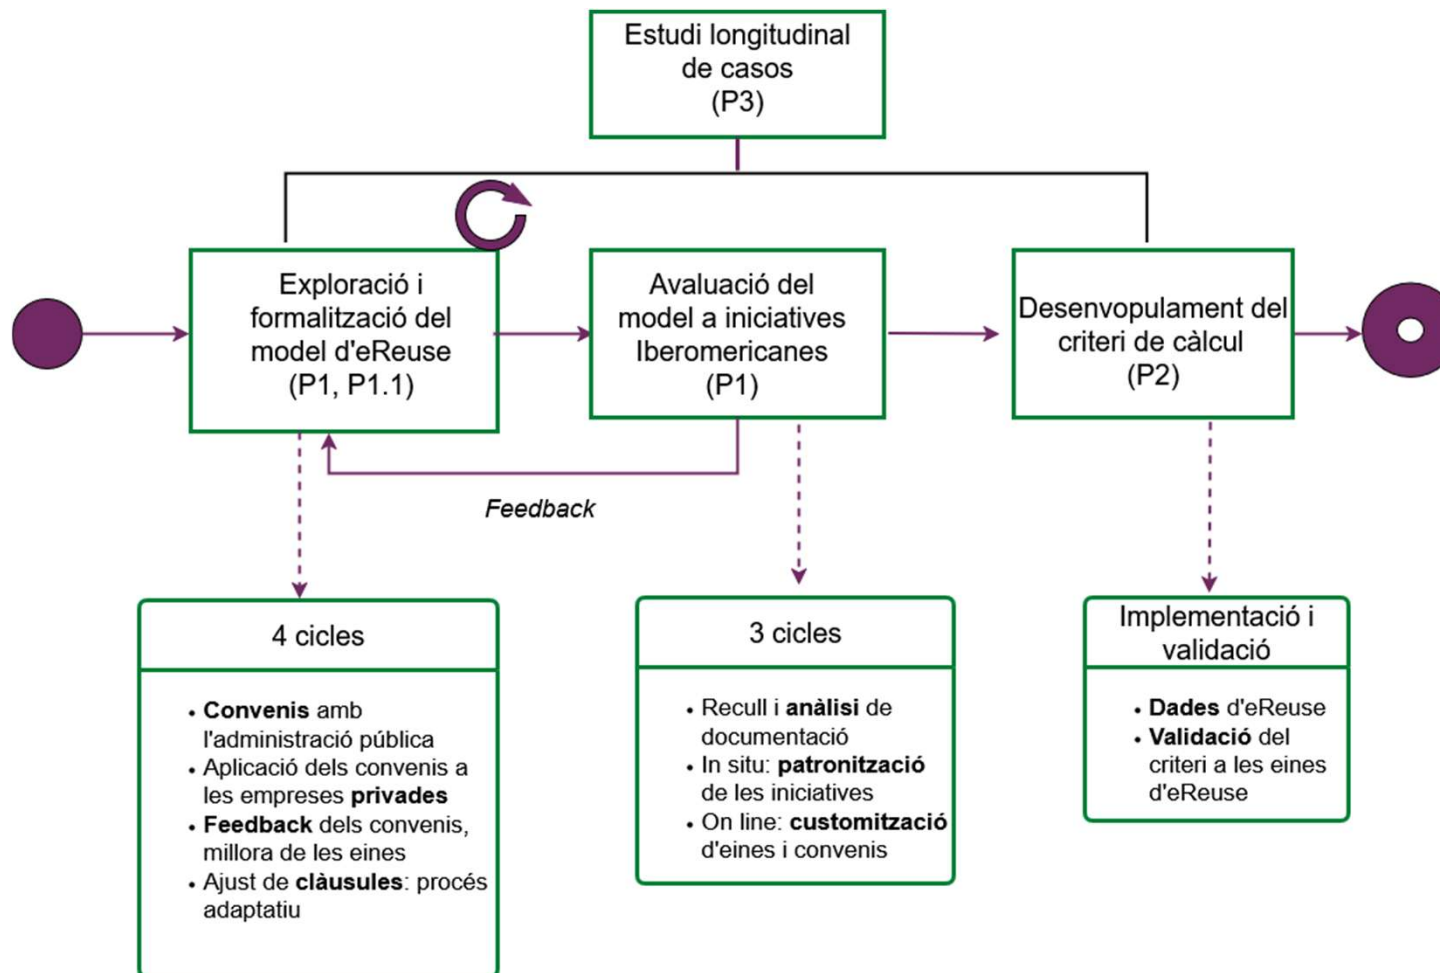 Estudi longitudinal
de casos
(P3)
Exploració i
formalització del
model d'eReuse
(P1, P1.1)
Avaluació del
model a iniciatives
Iberomericanes
(P1)
Desenvopulament del
criteri de càlcul
(P2)
Feedback
4 cicles
• Convenis amb
l'administració pública
• Aplicació dels convenis a
les empreses privades
• Feedback dels convenis,
millora de les eines
• Ajust de clàusules: procés
adaptatiu
3 cicles
• Recull i anàlisi de
documentació
• In situ: patronització
de les iniciatives
• On line: customització
d'eines i convenis
Implementació i
validació
• Dades d'eReuse
• Validació del
criteri a les eines
d'eReuse